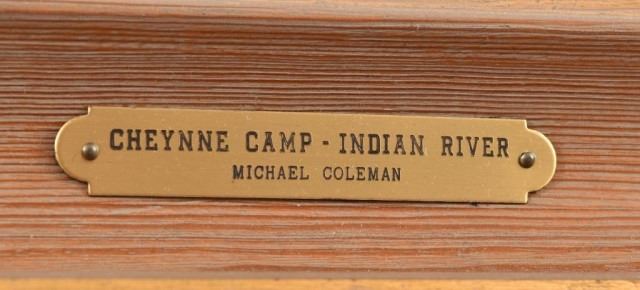 CHEYNNE CAMP - INDIAN RIVER
MICHAEL COLEMAN